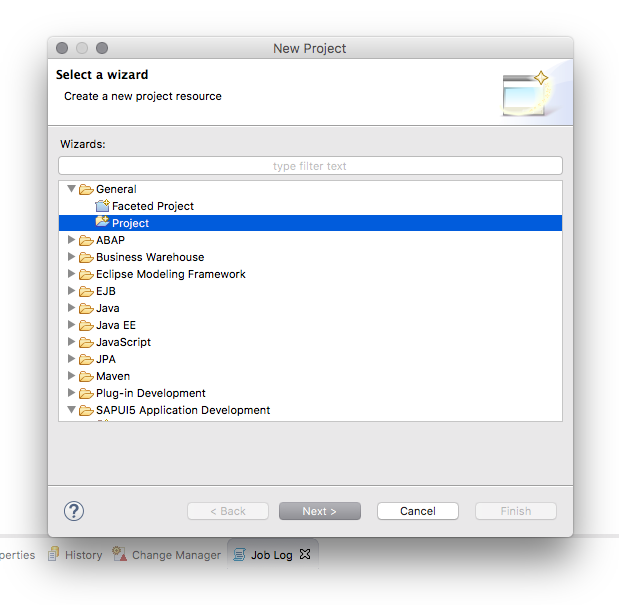 New Project
Select a wizard
Create a new project resource
Wizards:
type filter text
General
Faceted Project
Project
ABAP
Business Warehouse
Eclipse Modeling Framework
EJB
Java
Java EE
JavaScript
JPA
Maven
Plug-in Development
SAPUI5 Application Development
?
< Back Next > Cancel Finish
perties History Change Manager Job Log